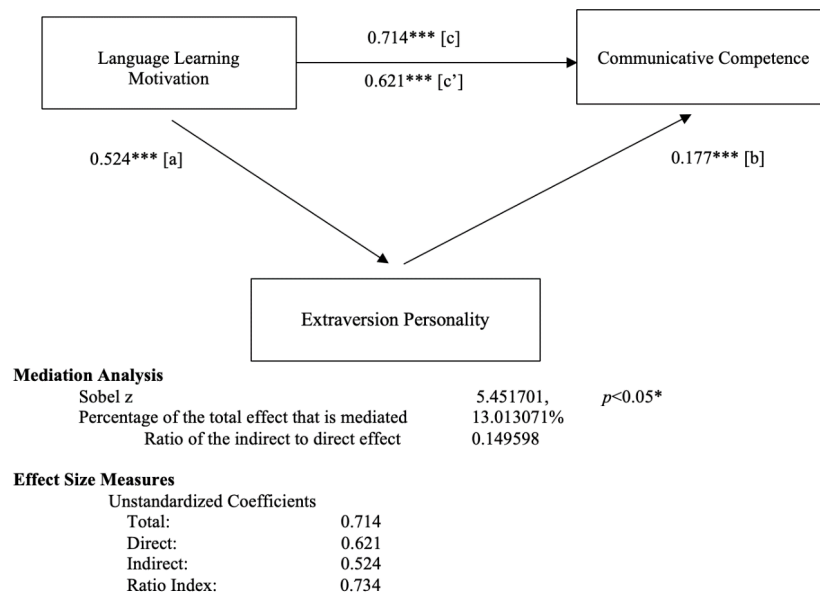 0.714*** [c]
Language Learning
Motivation
Communicative Competence
0.621*** [c’]
0.524*** [a]
0.177*** [b]
Extraversion Personality
Mediation Analysis
Sobel z 5.451701, p<0.05*
Percentage of the total effect that is mediated 13.013071%
Ratio of the indirect to direct effect 0.149598
Effect Size Measures
Unstandardized Coefficients
Total: 0.714
Direct: 0.621
Indirect: 0.524
Ratio Index: 0.734